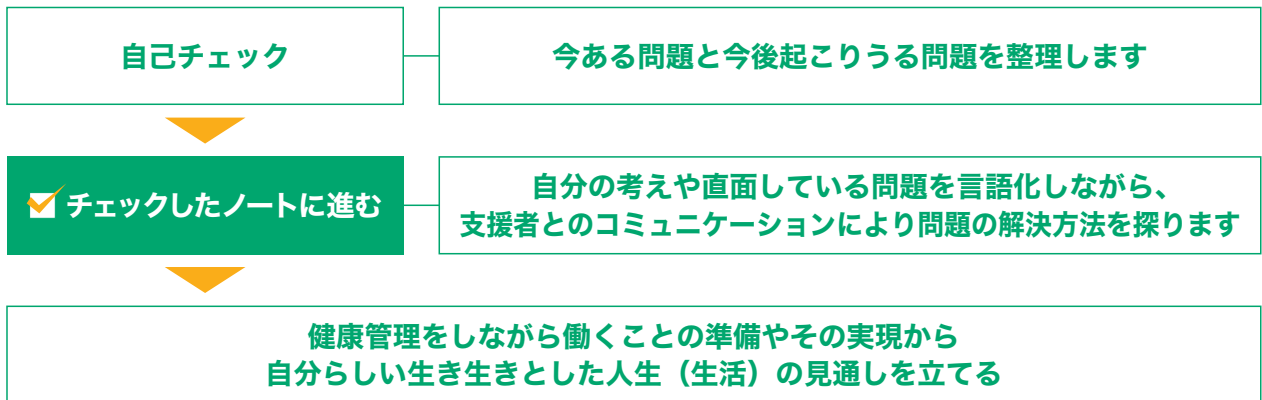 自己チェック
今ある問題と今後起こりうる問題を整理します
チェックしたノートに進む
自分の考えや直面している問題を言語化しながら、
支援者とのコミュニケーションにより問題の解決方法を探ります
健康管理をしながら働くことの準備やその実現から
自分らしい生き生きとした人生（生活）の見通しを立てる